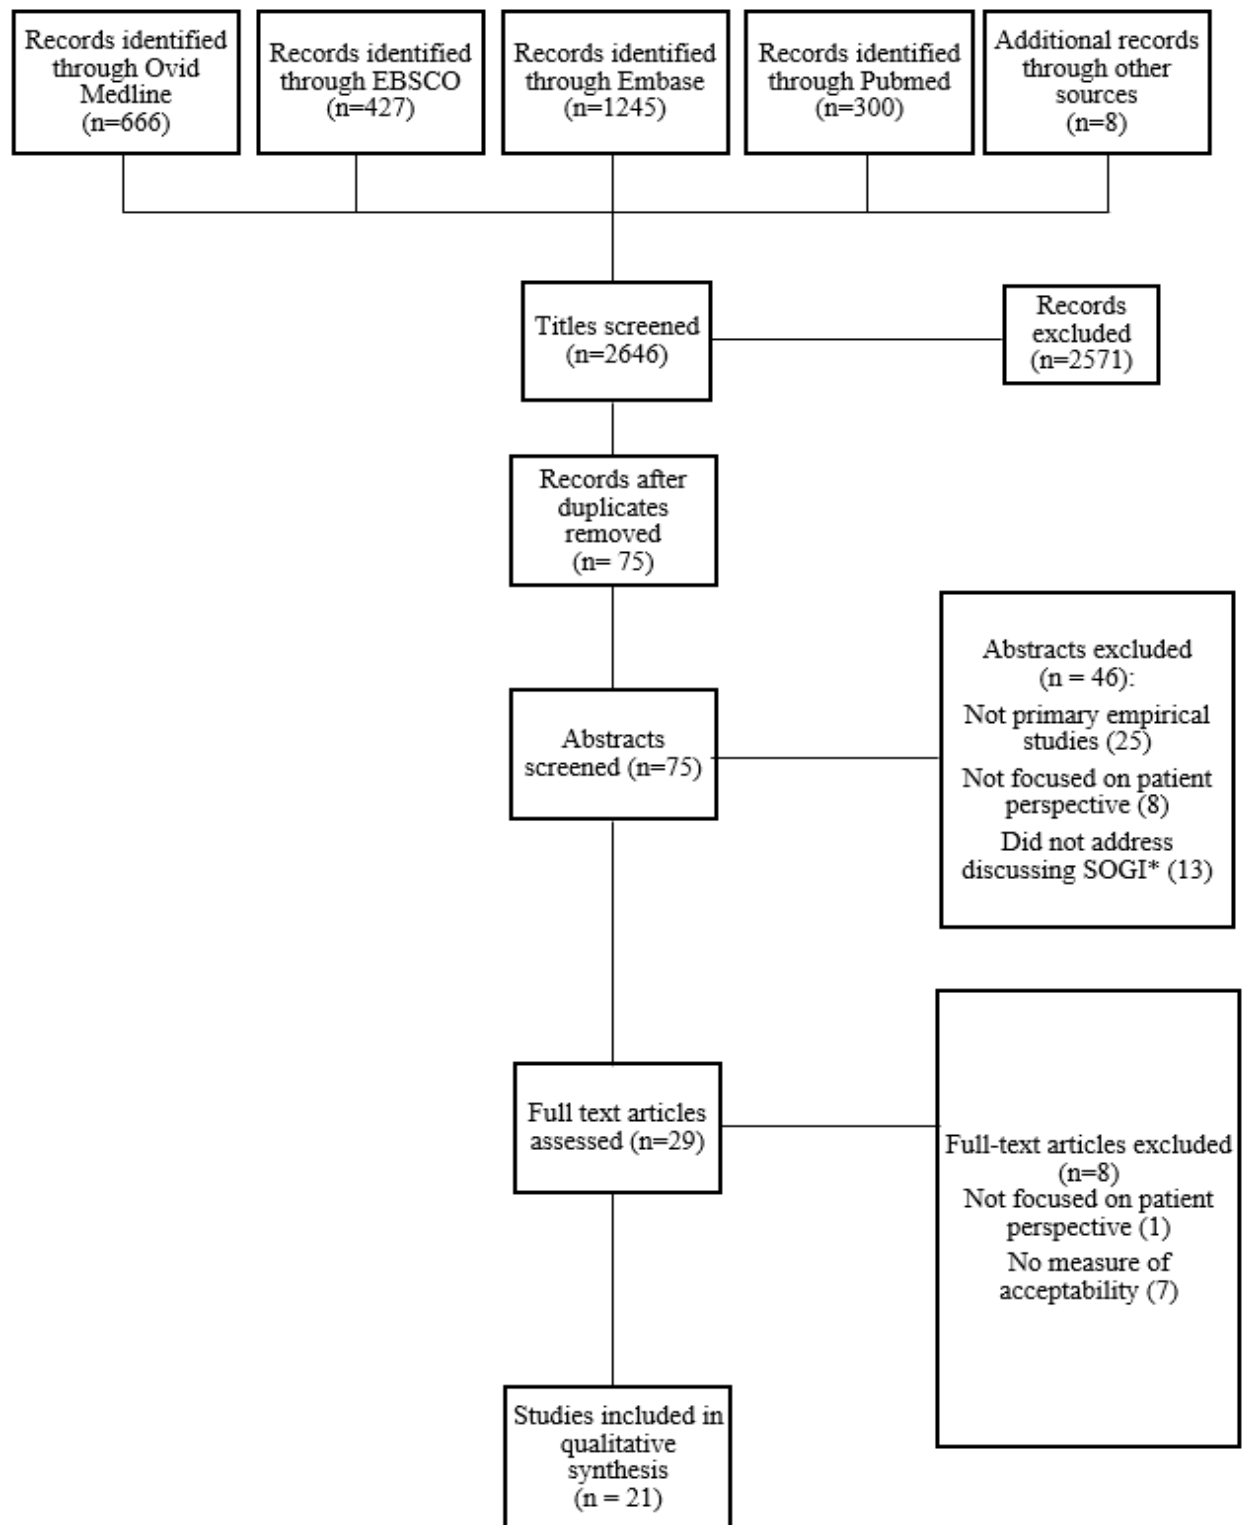 Records identified
through Ovid
Medline
(n=666)
Records identified
through EBSCO
(n=427)
Records identified
through Embase
(n=1245)
Records identified
through Pubmed
(n=300)
Additional records
through other
sources
(n=8)
Titles screened
(n=2646)
Records
excluded
(n=2571)
Records after
duplicates
removed
(n= 75)
Abstracts
screened (n=75)
Abstracts excluded
(n = 46):
Not primary empirical
studies (25)
Not focused on patient
perspective (8)
Did not address
discussing SOGI* (13)
Full text articles
assessed (n=29)
Full-text articles excluded
(n=8)
Not focused on patient
perspective (1)
No measure of
acceptability (7)
Studies included in
qualitative
synthesis
(n = 21)